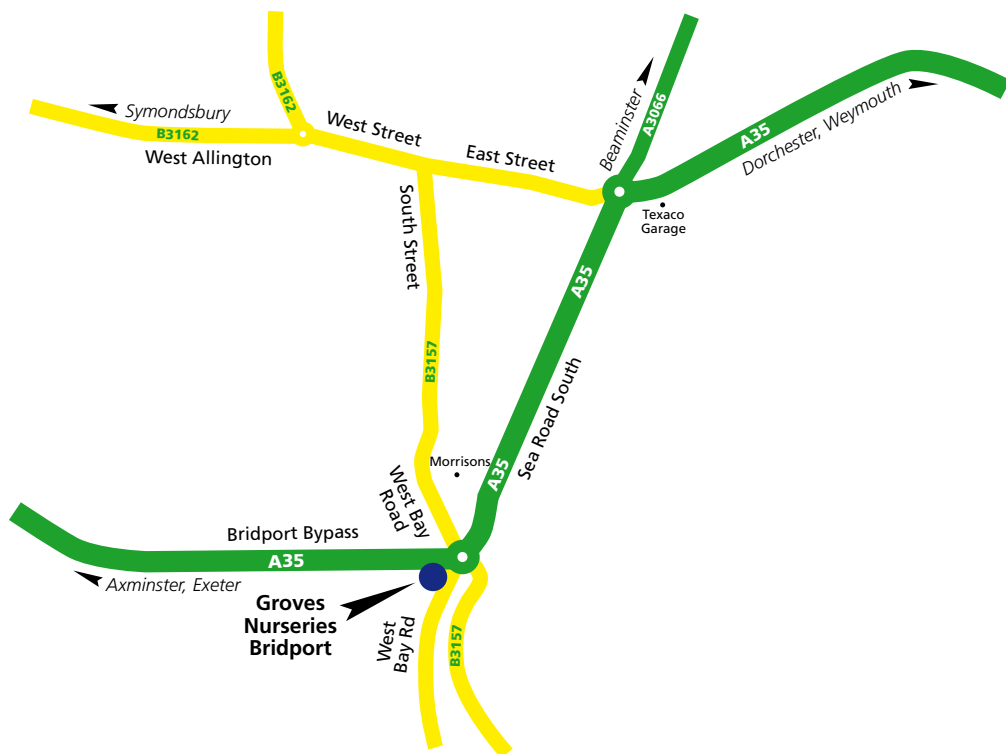 B3162
Symondsbury
B3162
West Allington
West Street
East Street
Beaminster
A3066
A35
Dorchester, Weymouth
Texaco
Garage
South Street
A35
B3157
Sea Road South
Morrisons
A35
West Bay
Road
Bridport Bypass
A35
Axminster, Exeter
Groves
Nurseries
Bridport
West
Bay Rd
B3157